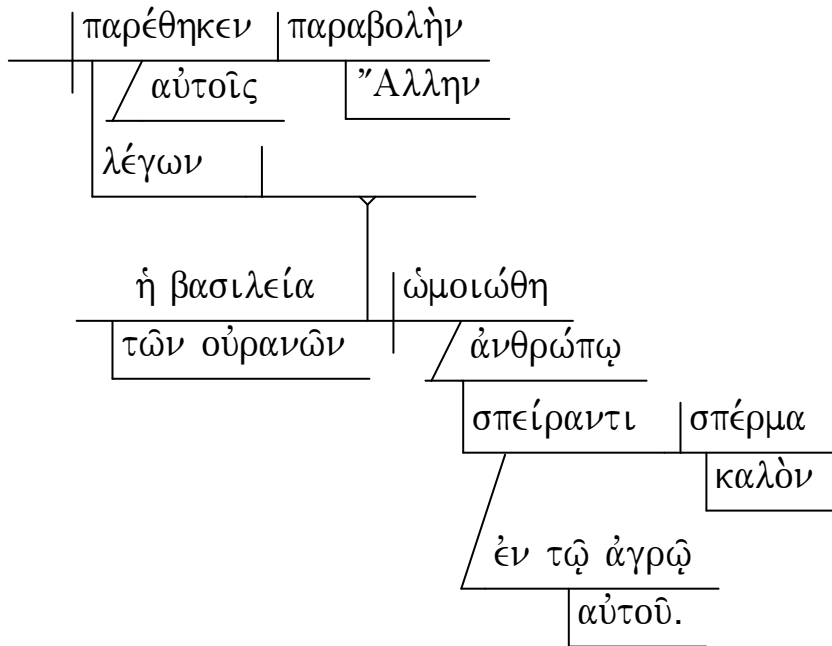 παρέθηκεν παραβολὴν
αὐτοῖς Ἄλλην
λέγων
ἡ βασιλεία ὡμοιώθη
τῶν οὐρανῶν ἀνθρώπῳ
σπείραντι σπέρμα
καλὸν
ἐν τῷ ἀγρῷ
αὐτοῦ.